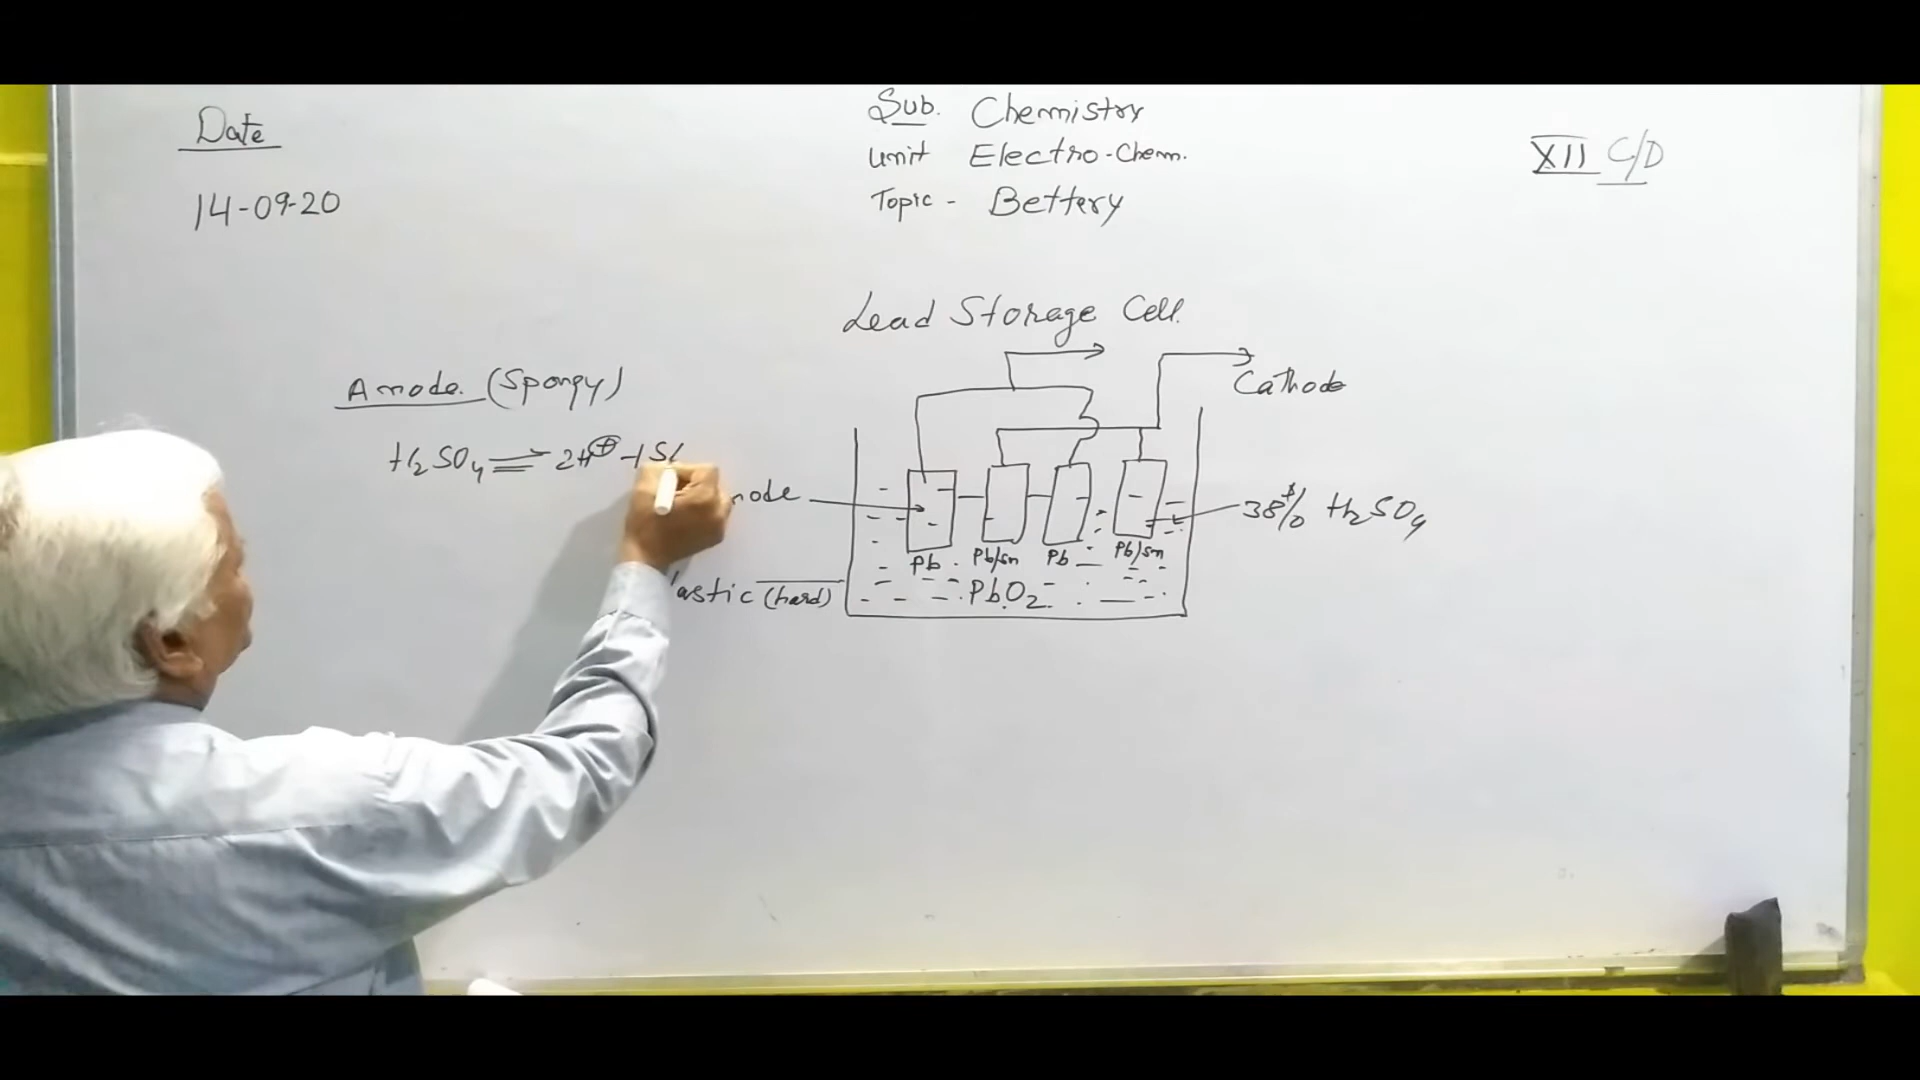 Date
14-09-20
Sub. Chemistry
Unit Electro-Chem.
Topic - Bettery
XII C/D
Lead Storage Cell.
Cathode
Anode (Spongy)
H2SO4 ⇌ 2H⊕ + S
node
38% H2SO4
Pb Pb/Sn Pb Pb/Sn
lastic (hard)
PbO2